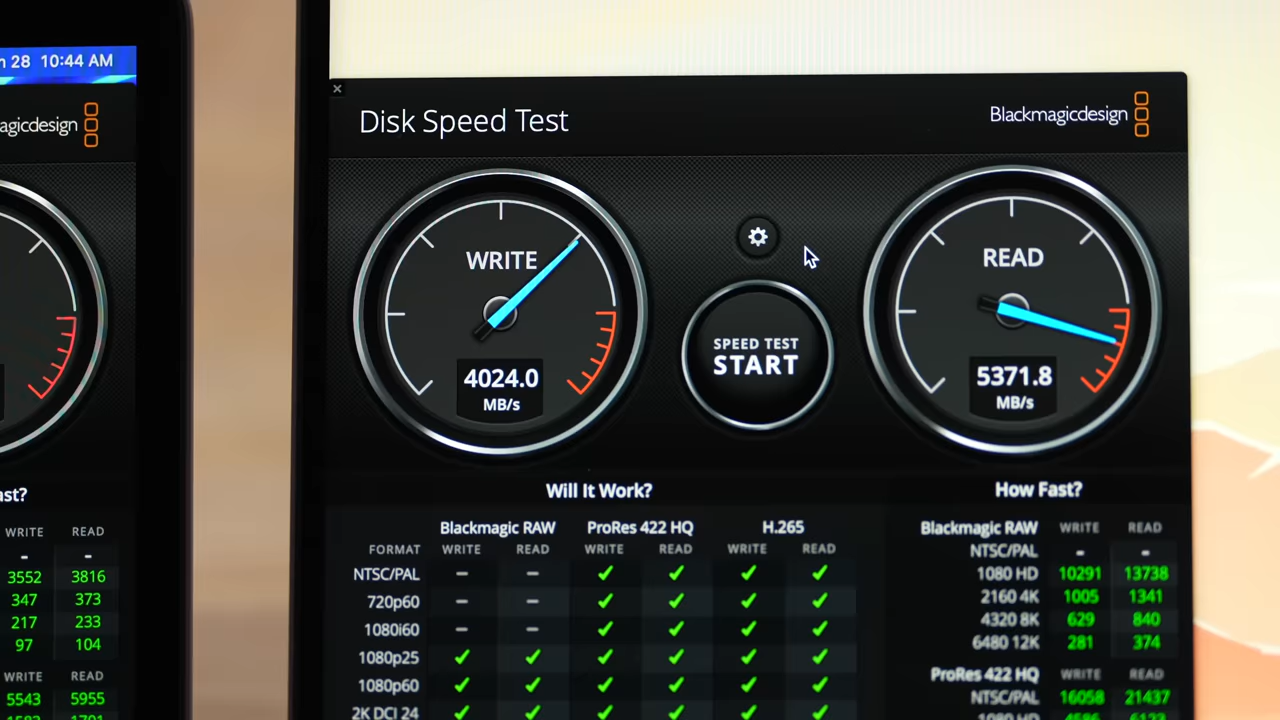 28 10:44 AM
agicdesign
WRITE READ
- -
3552 3816
347 373
217 233
97 104
WRITE READ
5543 5955
Disk Speed Test
Blackmagicdesign
WRITE
4024.0
MB/s
SPEED TEST
START
READ
5371.8
MB/s
Will It Work?
Blackmagic RAW ProRes 422 HQ H.265
FORMAT WRITE READ WRITE READ WRITE READ
NTSC/PAL – – ✓ ✓ ✓ ✓
720p60 – – ✓ ✓ ✓ ✓
1080i60 – – ✓ ✓ ✓ ✓
1080p25 ✓ ✓ ✓ ✓ ✓ ✓
1080p60 ✓ ✓ ✓ ✓ ✓ ✓
2K DCI 24 ✓ ✓ ✓ ✓ ✓ ✓
How Fast?
Blackmagic RAW WRITE READ
NTSC/PAL - -
1080 HD 10291 13738
2160 4K 1005 1341
4320 8K 629 840
6480 12K 281 374
ProRes 422 HQ WRITE READ
NTSC/PAL 16058 21437
1080 HD